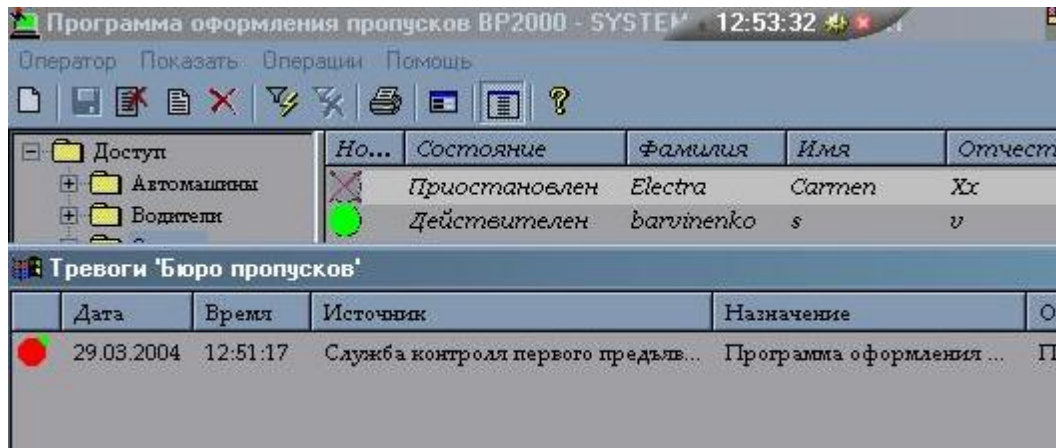 Программа оформления пропусков BP2000 - SYSTEM 12:53:32
Оператор Показать Операции Помощь
Доступ
Автомашины
Водители
Но... Состояние Фамилия Имя Отчест
Приостановлен Electra Carmen Xx
Действителен barvinenko s v
Тревоги 'Бюро пропусков'
Дата Время Источник Назначение О
29.03.2004 12:51:17 Служба контроля первого предъяв... Программа оформления ... П